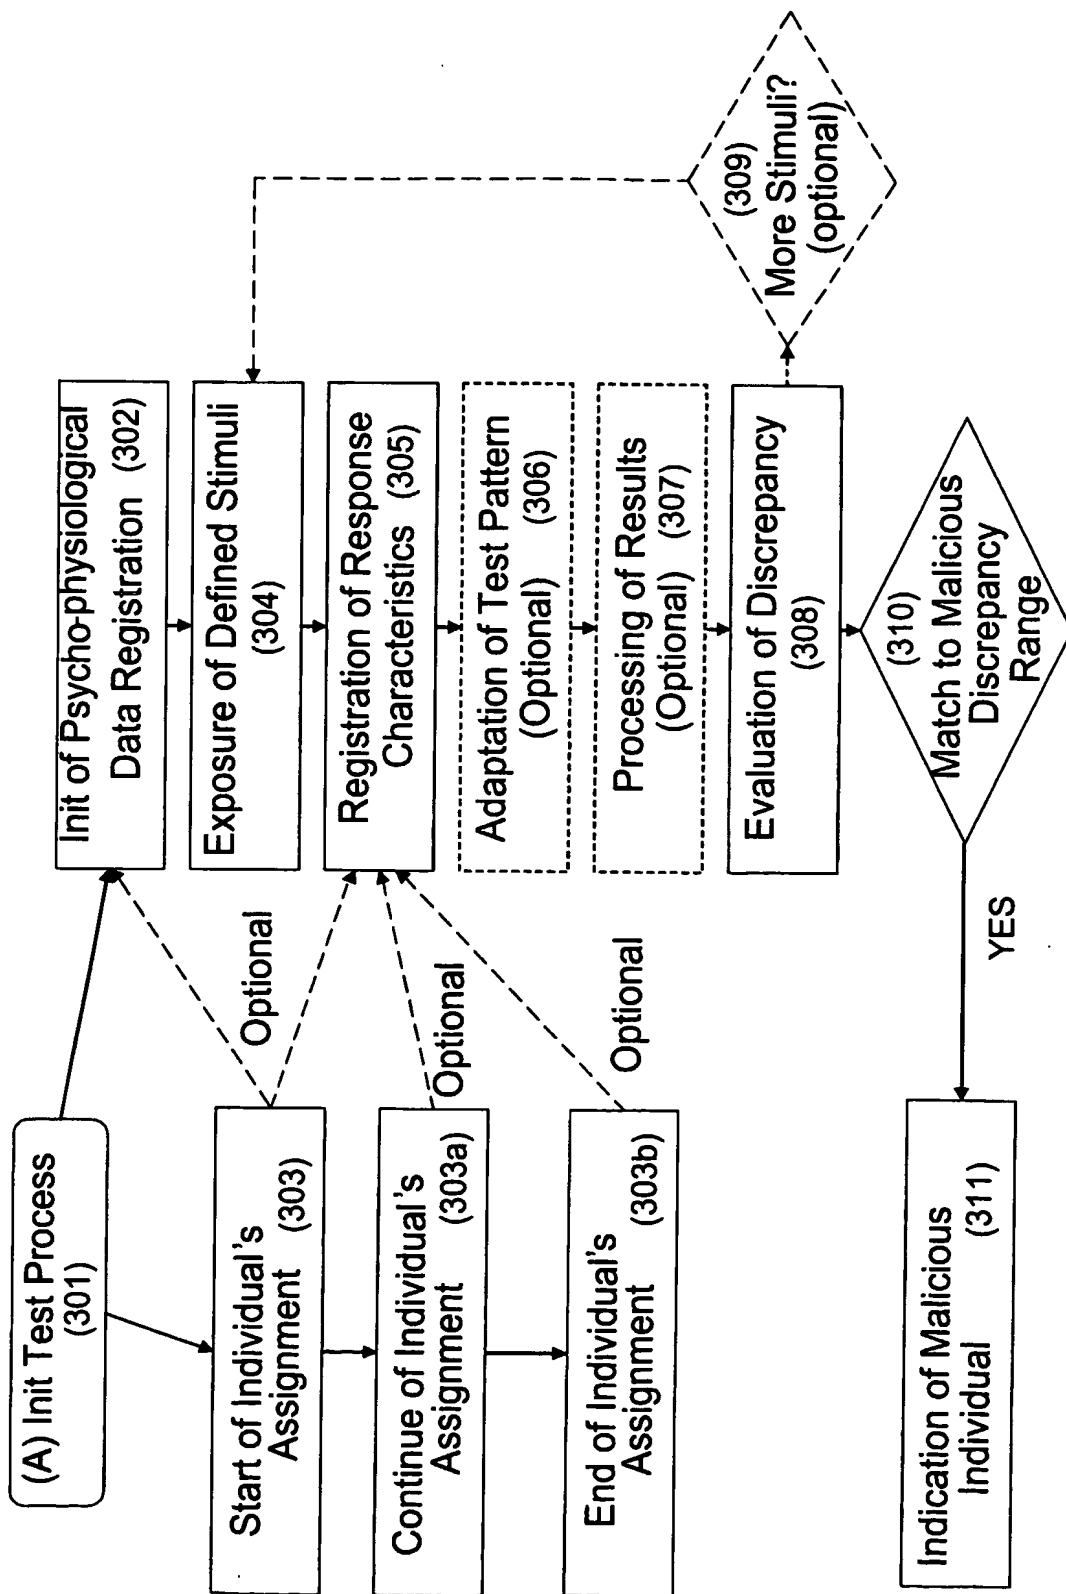 (A) Init Test Process
(301)
Start of Individual's
Assignment (303)
Continue of Individual's
Assignment (303a)
End of Individual's
Assignment (303b)
Optional
Optional
Optional
Init of Psycho-physiological
Data Registration (302)
Exposure of Defined Stimuli
(304)
Registration of Response
Characteristics (305)
Adaptation of Test Pattern
(Optional) (306)
Processing of Results
(Optional) (307)
Evaluation of Discrepancy
(308)
(309)
More Stimuli?
(optional)
(310)
Match to Malicious
Discrepancy
Range
YES
Indication of Malicious
Individual (311)